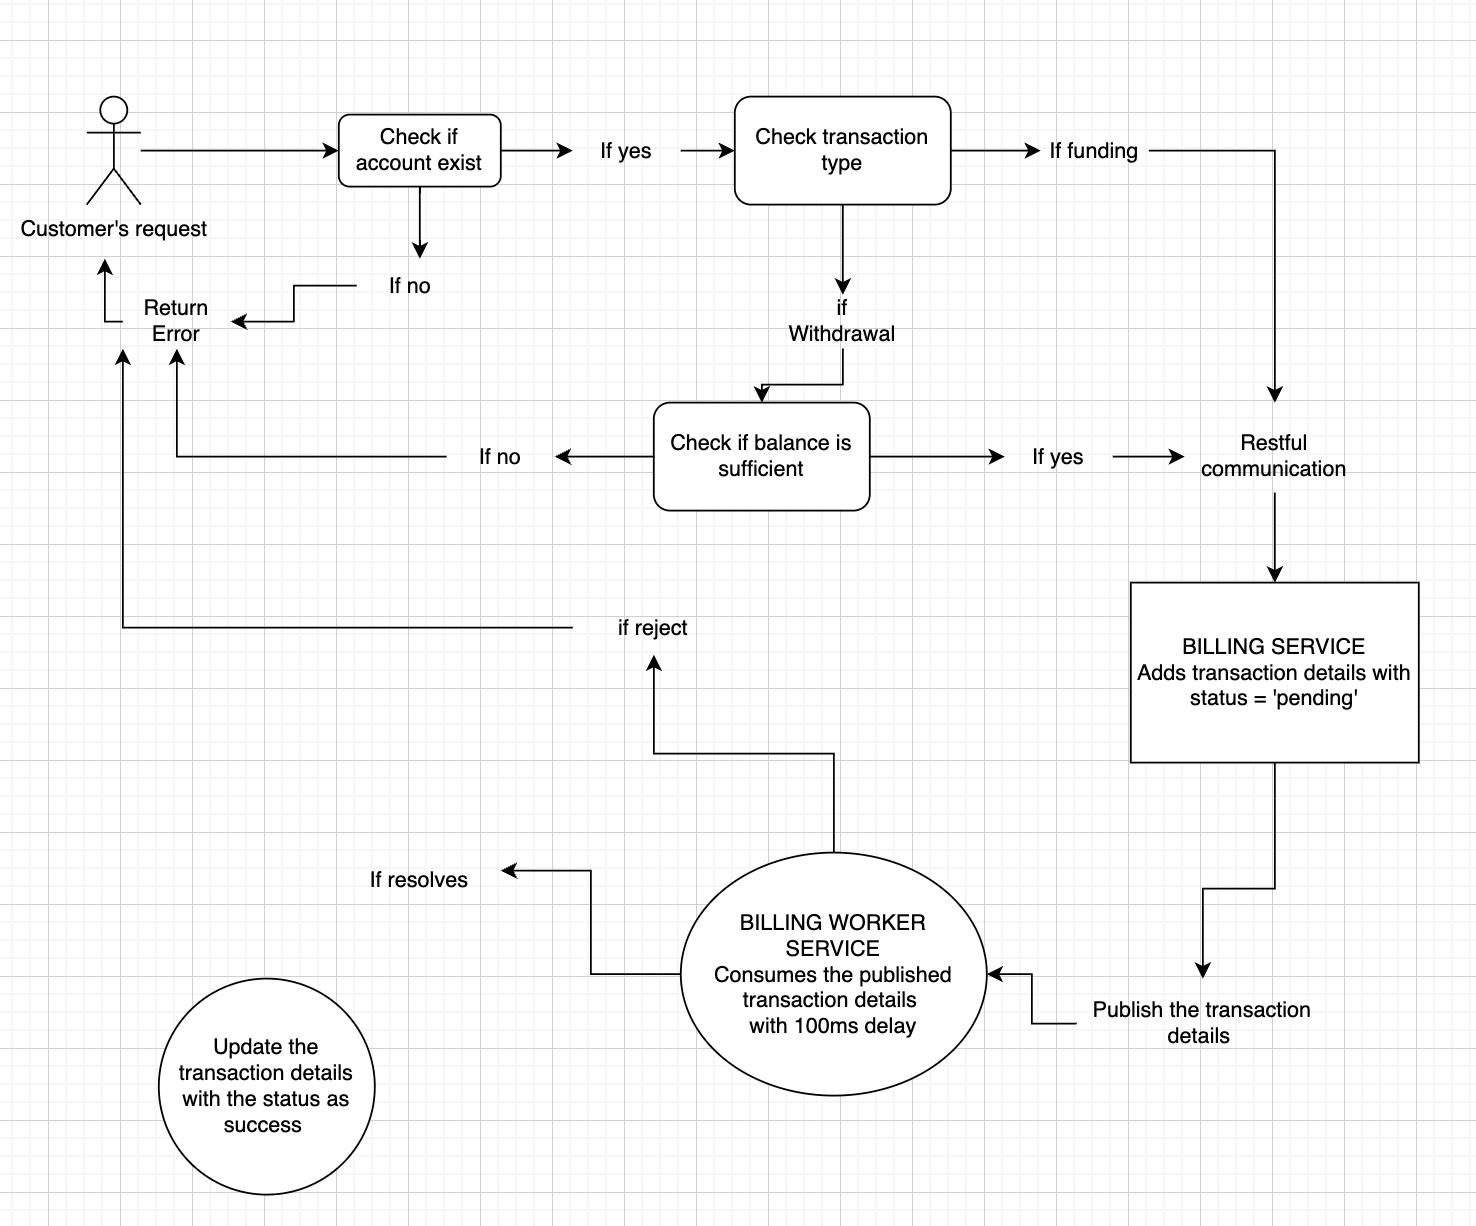 Check if
account exist
If yes
Check transaction
type
If funding
Customer's request
If no
Return
Error
if
Withdrawal
If no
Check if balance is
sufficient
If yes
Restful
communication
if reject
BILLING SERVICE
Adds transaction details with
status = 'pending'
If resolves
BILLING WORKER
SERVICE
Consumes the published
transaction details
with 100ms delay
Publish the transaction
details
Update the
transaction details
with the status as
success